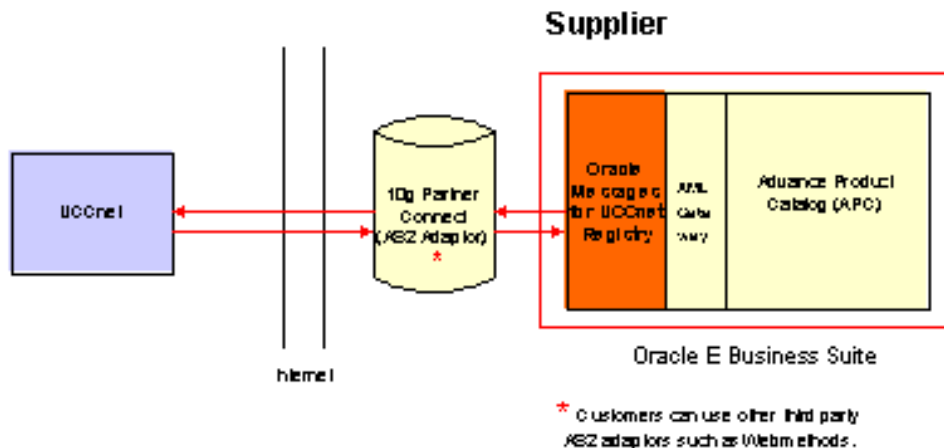 Supplier
UCCnet
10g Partner
Connect
(AS2 Adaptor)
*
Oracle
Messages
for UCCnet
Registry
XML
Gate
way
Advance Product
Catalog (APC)
Oracle E Business Suite
Internet
* Customers can use other third party
AS2 adaptors such as Webmethods.